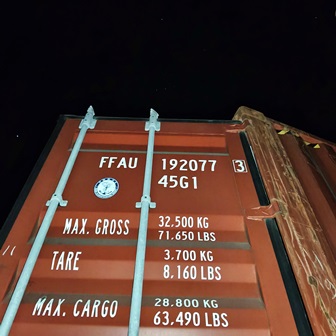 FFAU 192077 3
45G1
MAX. GROSS 32.500 KG
71.650 LBS
TARE 3.700 KG
8.160 LBS
MAX. CARGO 28.800 KG
63.490 LBS